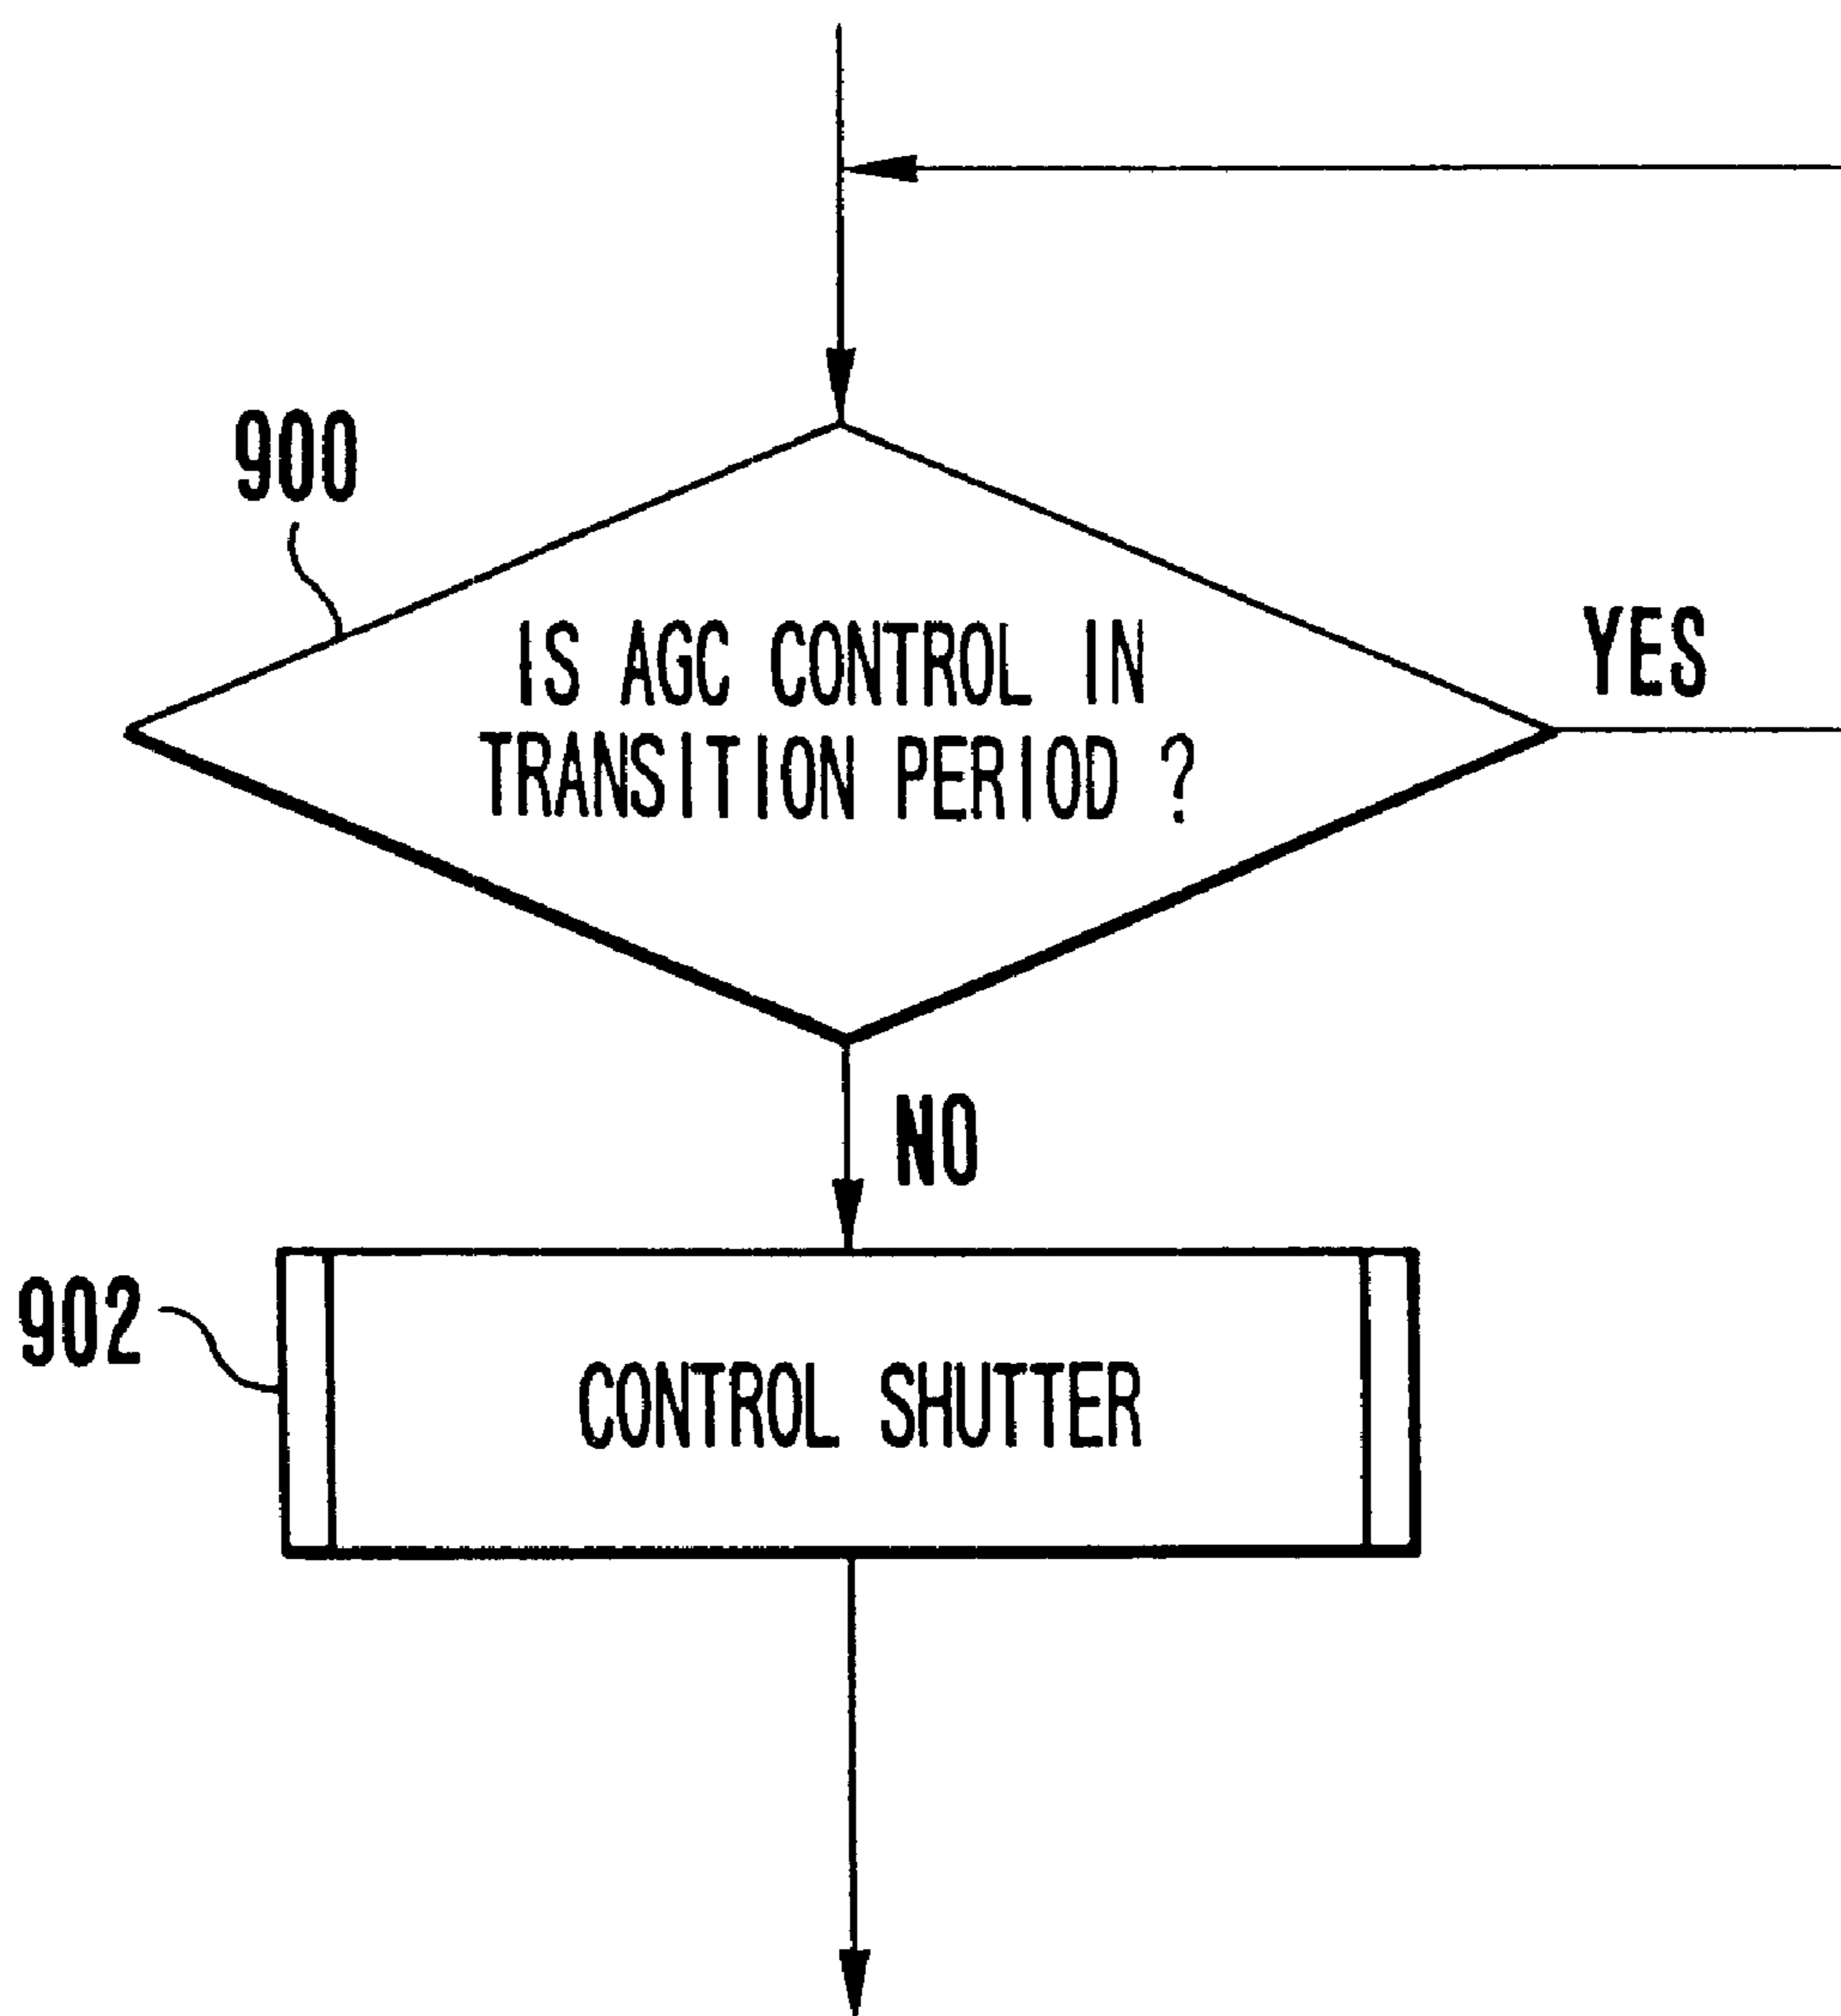 900
IS AGC CONTROL IN
TRANSITION PERIOD ?
YES
NO
902
CONTROL SHUTTER